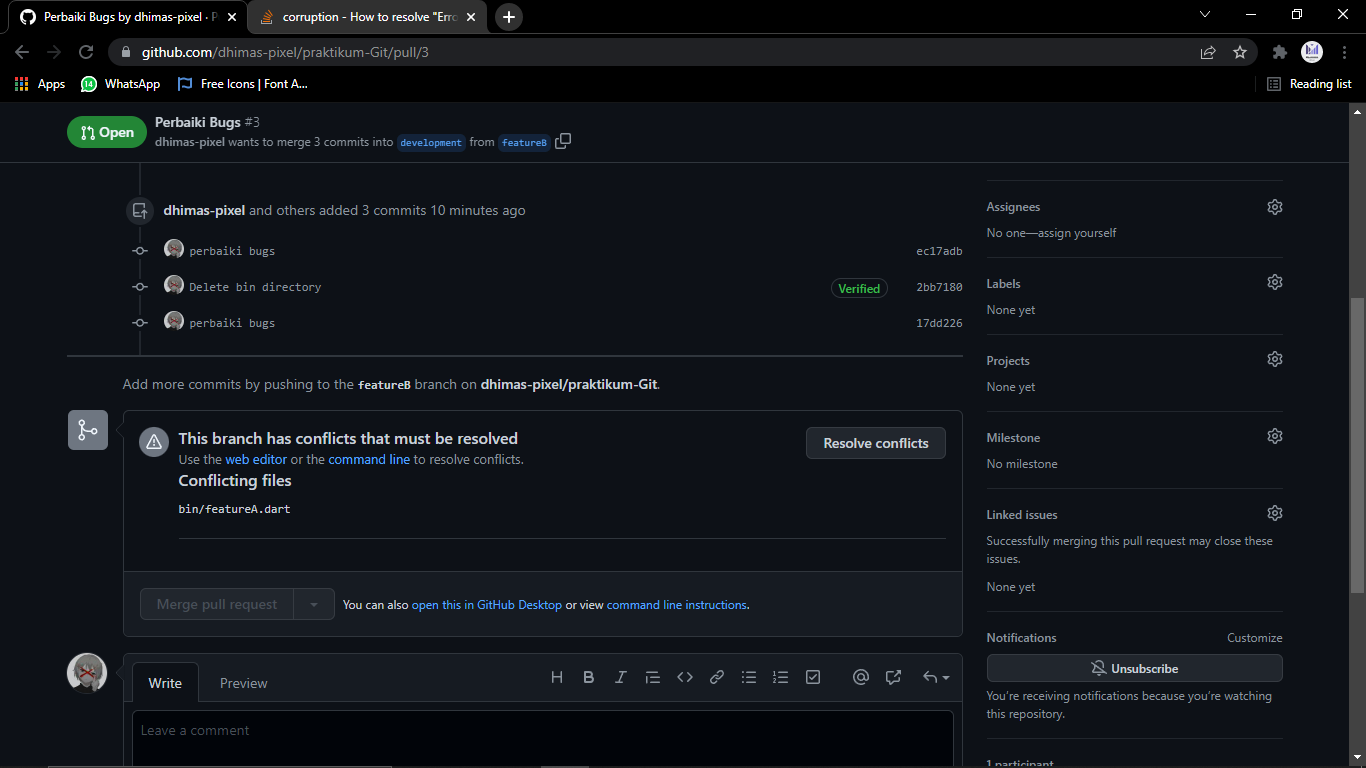 Perbaiki Bugs by dhimas-pixel · P
corruption - How to resolve "Erro
github.com/dhimas-pixel/praktikum-Git/pull/3
Apps
14
WhatsApp
Free Icons | Font A...
Reading list
Open
Perbaiki Bugs #3
dhimas-pixel wants to merge 3 commits into development from featureB
dhimas-pixel and others added 3 commits 10 minutes ago
perbaiki bugs
ec17adb
Delete bin directory
Verified
2bb7180
perbaiki bugs
17dd226
Add more commits by pushing to the featureB branch on dhimas-pixel/praktikum-Git.
This branch has conflicts that must be resolved
Use the web editor or the command line to resolve conflicts.
Resolve conflicts
Conflicting files
bin/featureA.dart
Merge pull request
You can also open this in GitHub Desktop or view command line instructions.
Write
Preview
Leave a comment
Assignees
No one—assign yourself
Labels
None yet
Projects
None yet
Milestone
No milestone
Linked issues
Successfully merging this pull request may close these
issues.
None yet
Notifications
Customize
Unsubscribe
You're receiving notifications because you're watching
this repository.
1 participant